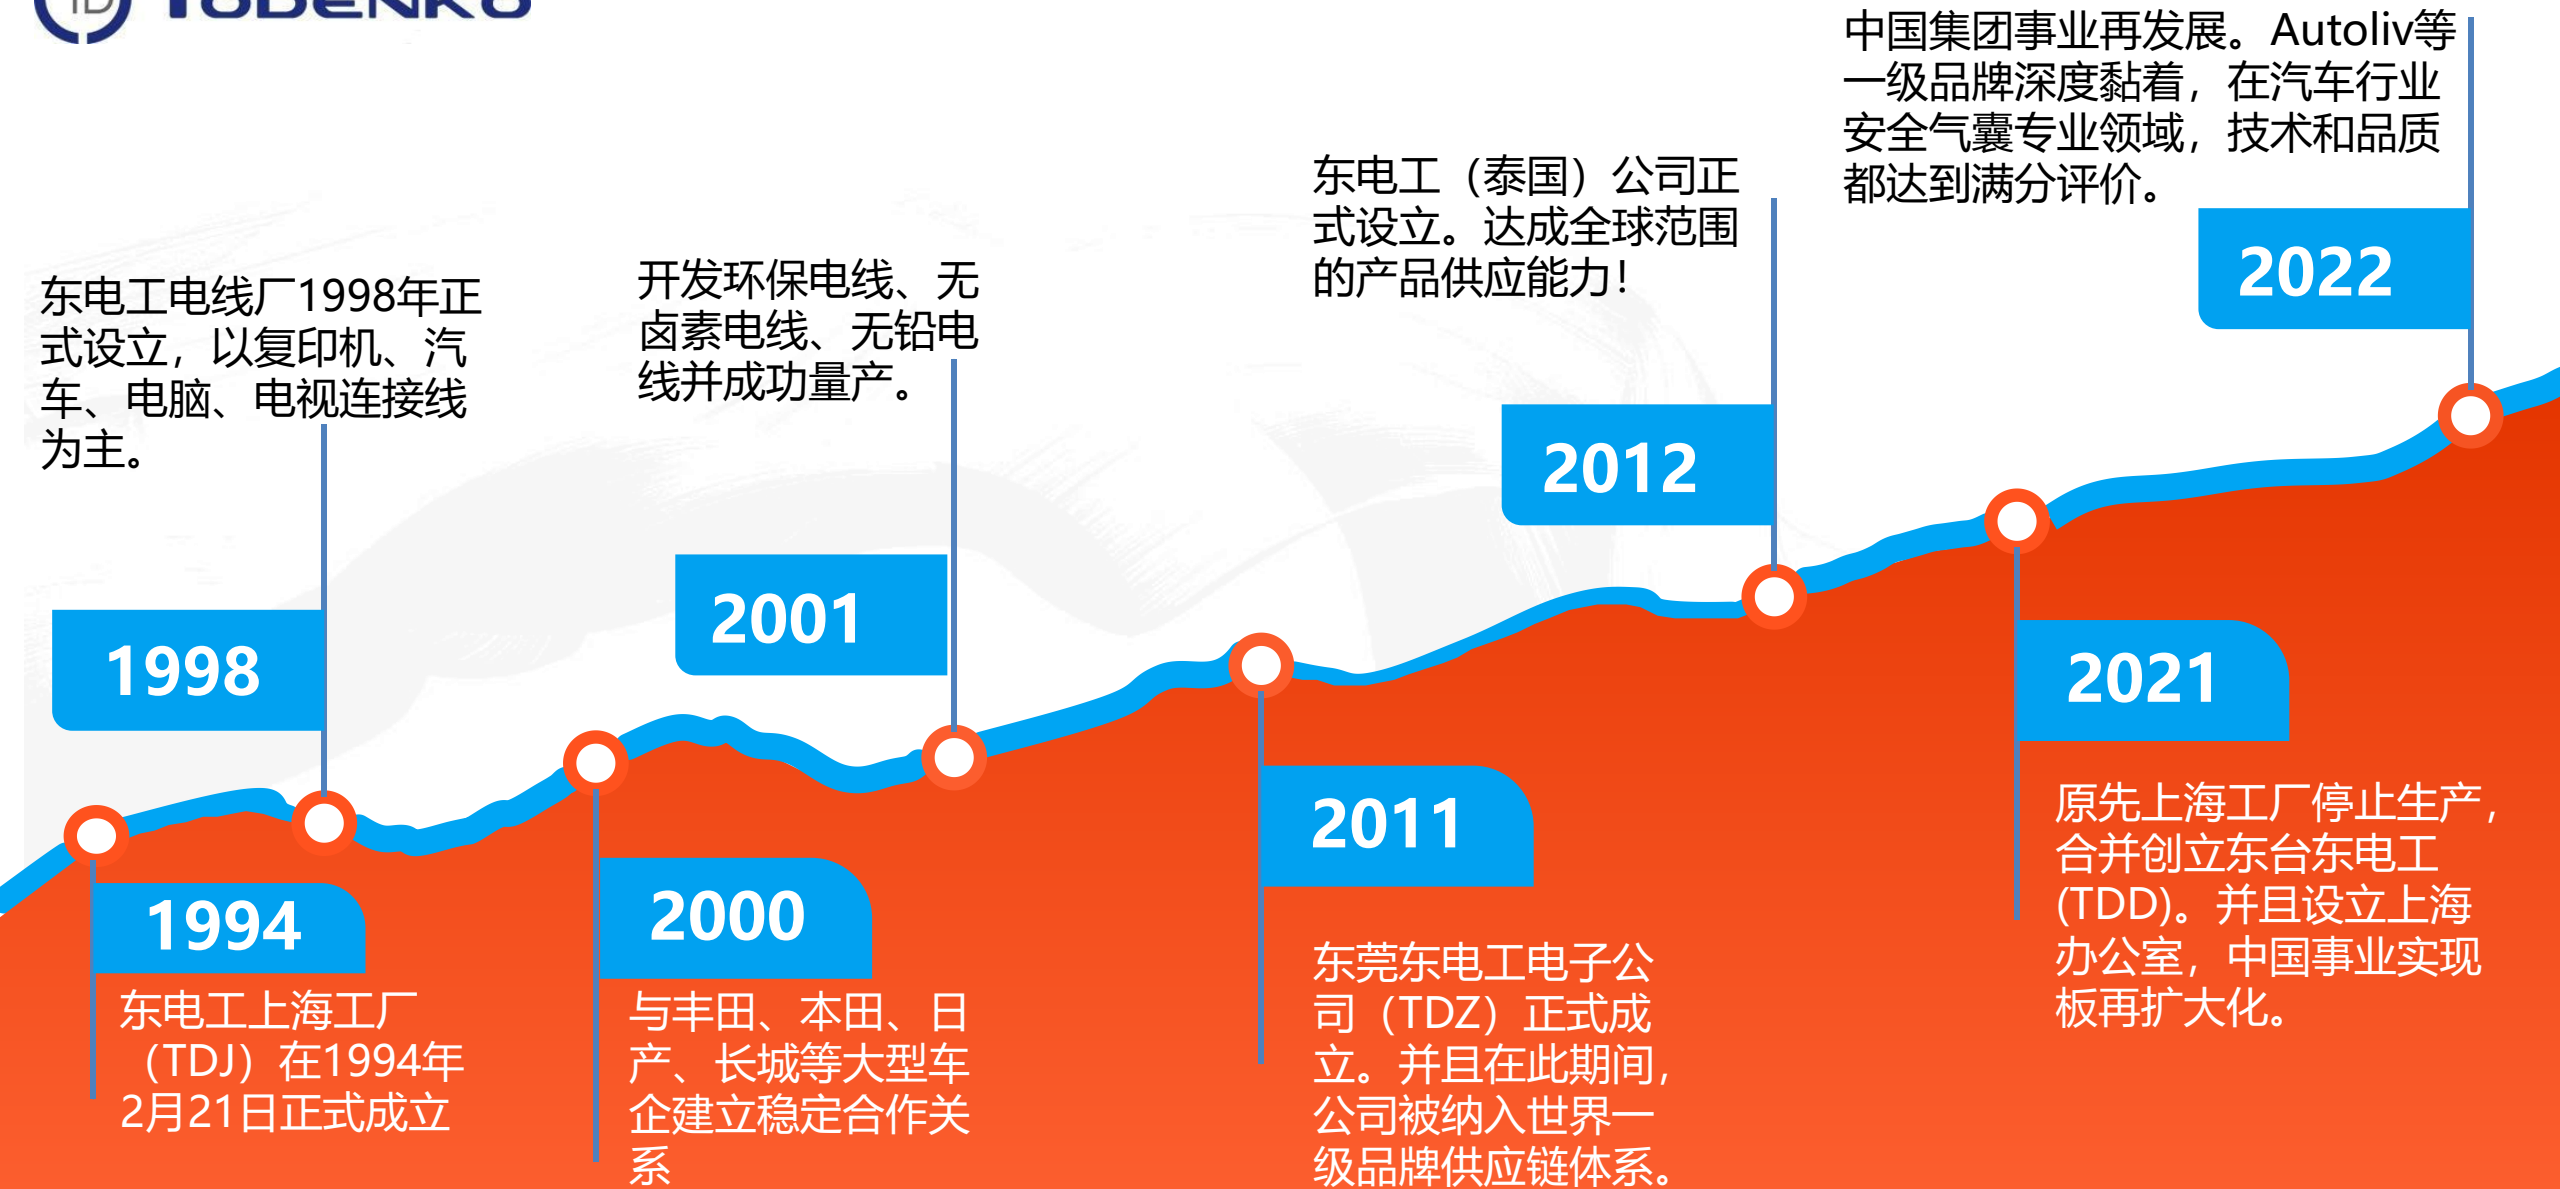 TODENKO
1994
东电工上海工厂
（TDJ）在1994年
2月21日正式成立
东电工电线厂1998年正
式设立，以复印机、汽
车、电脑、电视连接线
为主。
1998
2000
与丰田、本田、日
产、长城等大型车
企建立稳定合作关
系
开发环保电线、无
卤素电线、无铅电
线并成功量产。
2001
2011
东莞东电工电子公
司（TDZ）正式成
立。并且在此期间，
公司被纳入世界一
级品牌供应链体系。
东电工（泰国）公司正
式设立。达成全球范围
的产品供应能力！
2012
2021
原先上海工厂停止生产，
合并创立东台东电工
(TDD)。并且设立上海
办公室，中国事业实现
板再扩大化。
中国集团事业再发展。Autoliv等
一级品牌深度黏着，在汽车行业
安全气囊专业领域，技术和品质
都达到满分评价。
2022